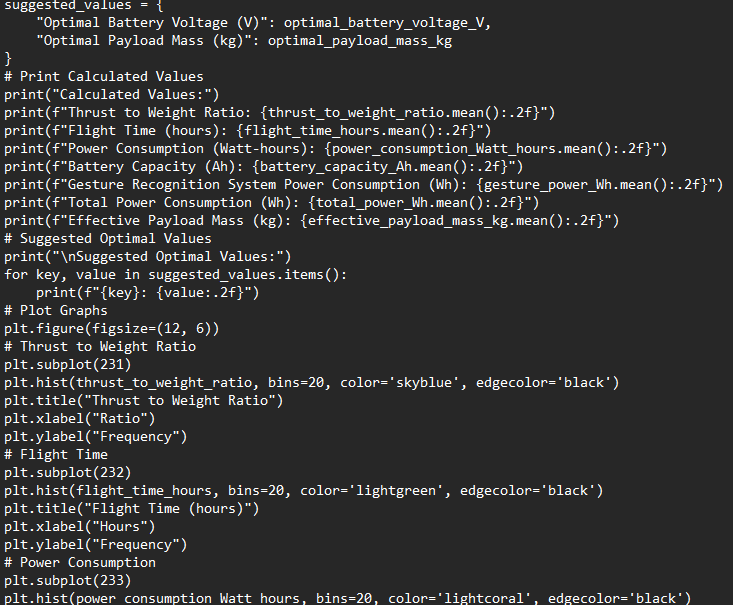 suggested_values = {
    "Optimal Battery Voltage (V)": optimal_battery_voltage_V,
    "Optimal Payload Mass (kg)": optimal_payload_mass_kg
}
# Print Calculated Values
print("Calculated Values:")
print(f"Thrust to Weight Ratio: {thrust_to_weight_ratio.mean():.2f}")
print(f"Flight Time (hours): {flight_time_hours.mean():.2f}")
print(f"Power Consumption (Watt-hours): {power_consumption_Watt_hours.mean():.2f}")
print(f"Battery Capacity (Ah): {battery_capacity_Ah.mean():.2f}")
print(f"Gesture Recognition System Power Consumption (Wh): {gesture_power_Wh.mean():.2f}")
print(f"Total Power Consumption (Wh): {total_power_Wh.mean():.2f}")
print(f"Effective Payload Mass (kg): {effective_payload_mass_kg.mean():.2f}")
# Suggested Optimal Values
print("\nSuggested Optimal Values:")
for key, value in suggested_values.items():
    print(f"{key}: {value:.2f}")
# Plot Graphs
plt.figure(figsize=(12, 6))
# Thrust to Weight Ratio
plt.subplot(231)
plt.hist(thrust_to_weight_ratio, bins=20, color='skyblue', edgecolor='black')
plt.title("Thrust to Weight Ratio")
plt.xlabel("Ratio")
plt.ylabel("Frequency")
# Flight Time
plt.subplot(232)
plt.hist(flight_time_hours, bins=20, color='lightgreen', edgecolor='black')
plt.title("Flight Time (hours)")
plt.xlabel("Hours")
plt.ylabel("Frequency")
# Power Consumption
plt.subplot(233)
plt.hist(power_consumption_Watt_hours, bins=20, color='lightcoral', edgecolor='black')